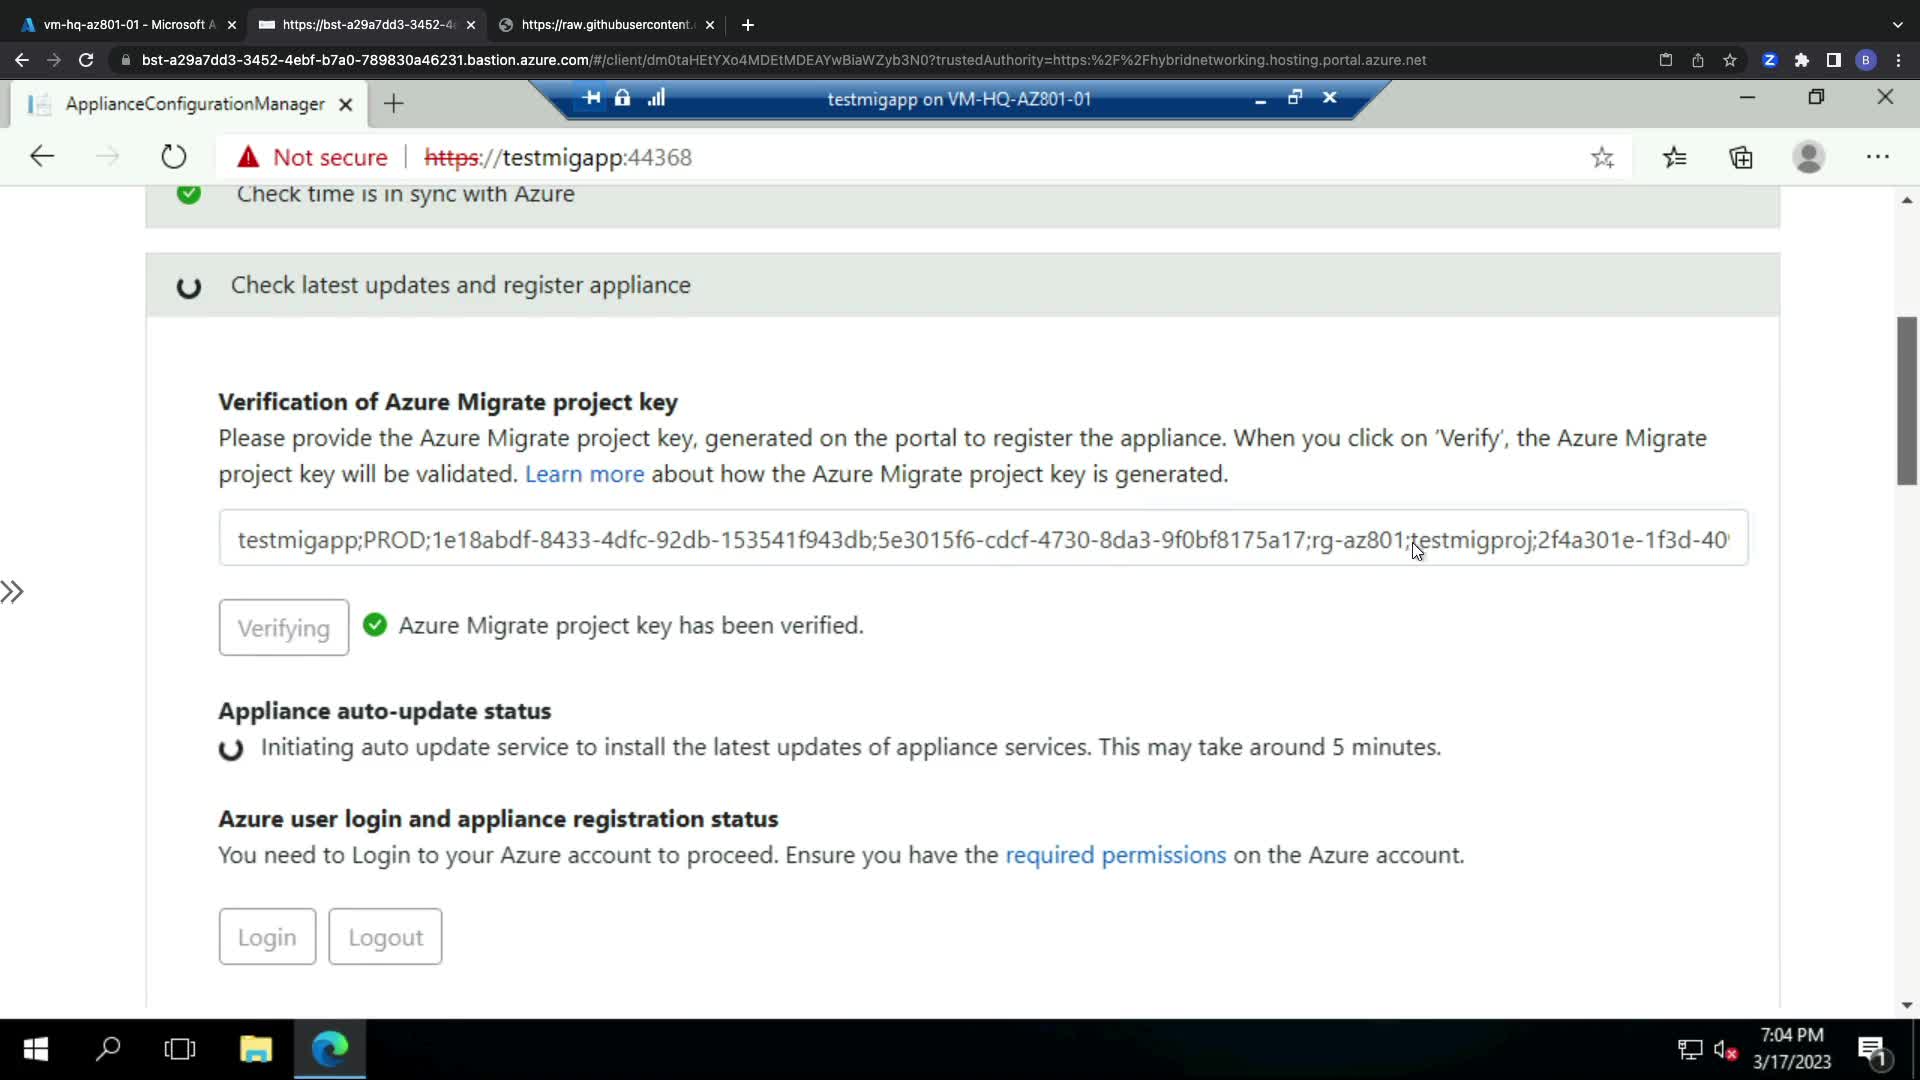 vm-hq-az801-01 - Microsoft A
https://bst-a29a7dd3-3452-4e
https://raw.githubusercontent.
bst-a29a7dd3-3452-4ebf-b7a0-789830a46231.bastion.azure.com/#/client/dm0taHEtYXo4MDEtMDEAYwBiaWZyb3N0?trustedAuthority=https:%2F%2Fhybridnetworking.hosting.portal.azure.net
B
ApplianceConfigurationManager
testmigapp on VM-HQ-AZ801-01
Not secure
https://testmigapp:44368
Check time is in sync with Azure
Check latest updates and register appliance
Verification of Azure Migrate project key
Please provide the Azure Migrate project key, generated on the portal to register the appliance. When you click on 'Verify', the Azure Migrate
project key will be validated. Learn more about how the Azure Migrate project key is generated.
testmigapp;PROD;1e18abdf-8433-4dfc-92db-153541f943db;5e3015f6-cdcf-4730-8da3-9f0bf8175a17;rg-az801;testmigproj;2f4a301e-1f3d-40
Verifying
Azure Migrate project key has been verified.
Appliance auto-update status
Initiating auto update service to install the latest updates of appliance services. This may take around 5 minutes.
Azure user login and appliance registration status
You need to Login to your Azure account to proceed. Ensure you have the required permissions on the Azure account.
Login
Logout
7:04 PM
3/17/2023
1